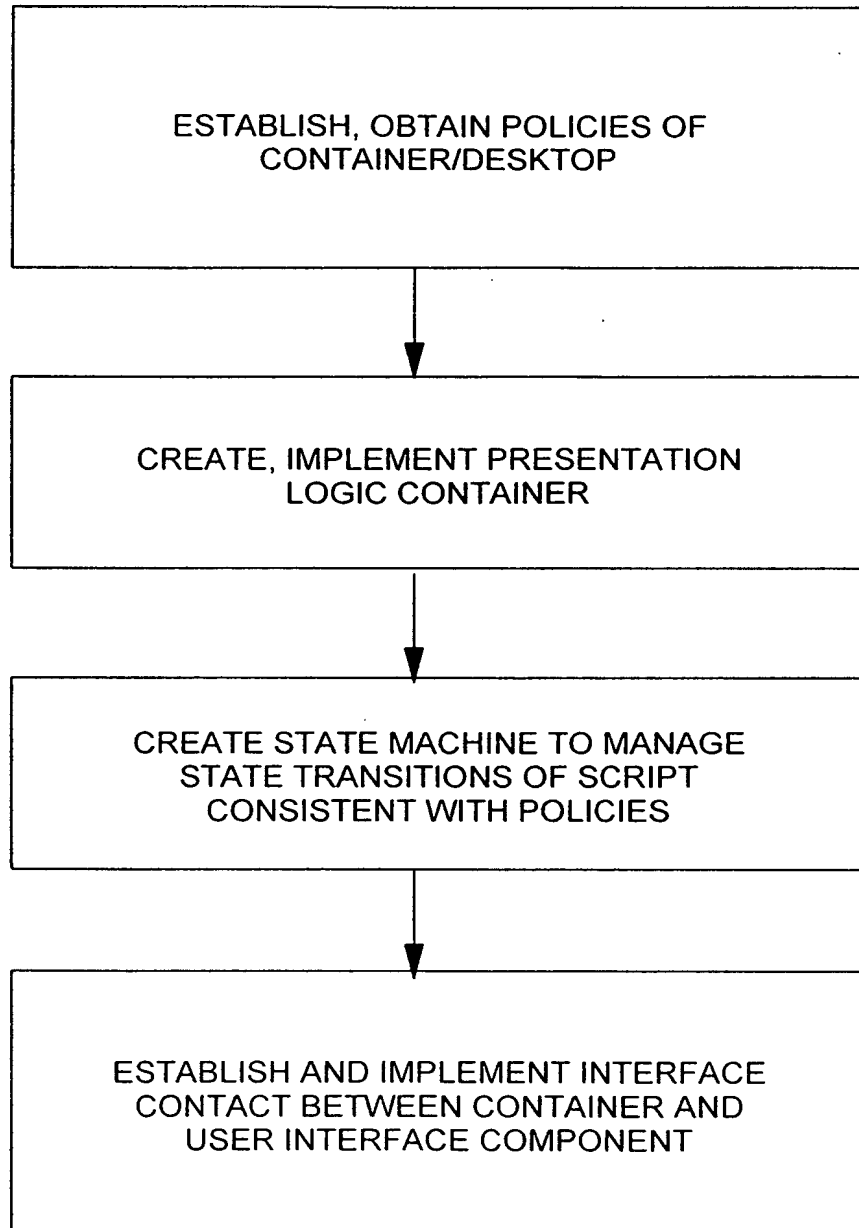 ESTABLISH, OBTAIN POLICIES OF
CONTAINER/DESKTOP
CREATE, IMPLEMENT PRESENTATION
LOGIC CONTAINER
CREATE STATE MACHINE TO MANAGE
STATE TRANSITIONS OF SCRIPT
CONSISTENT WITH POLICIES
ESTABLISH AND IMPLEMENT INTERFACE
CONTACT BETWEEN CONTAINER AND
USER INTERFACE COMPONENT